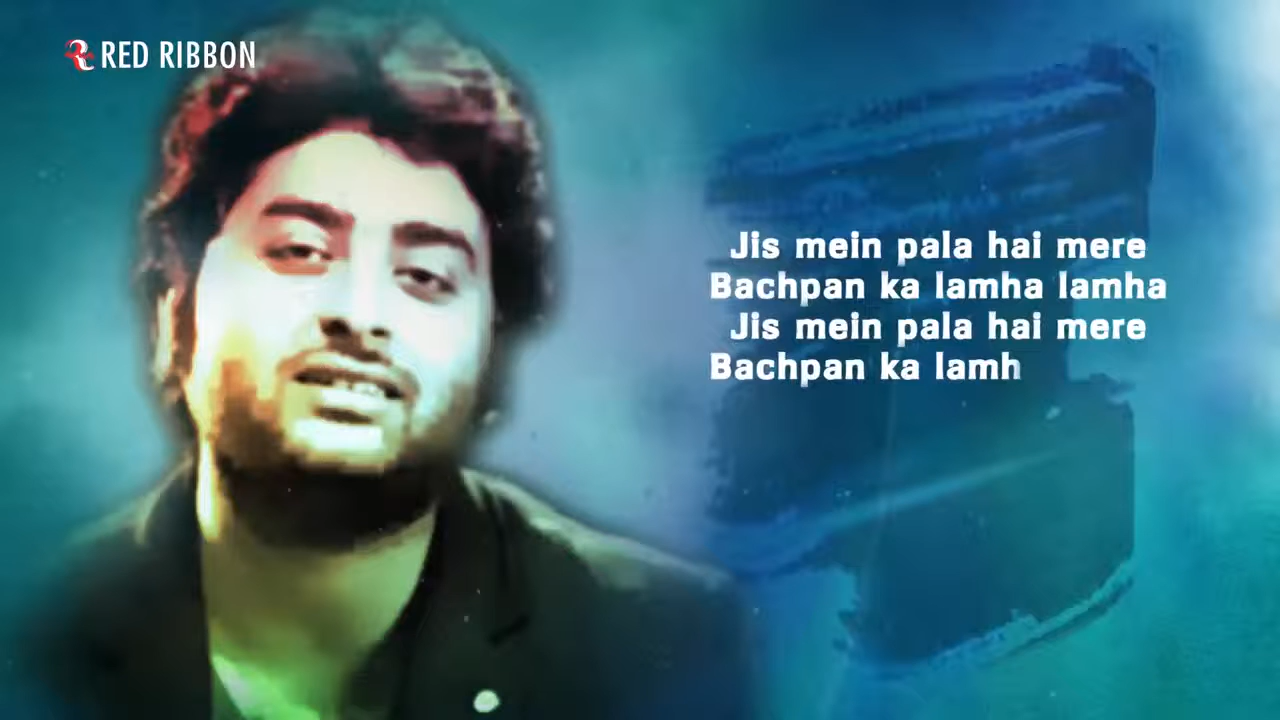 RED RIBBON
Jis mein pala hai mere
Bachpan ka lamha lamha
Jis mein pala hai mere
Bachpan ka lamh